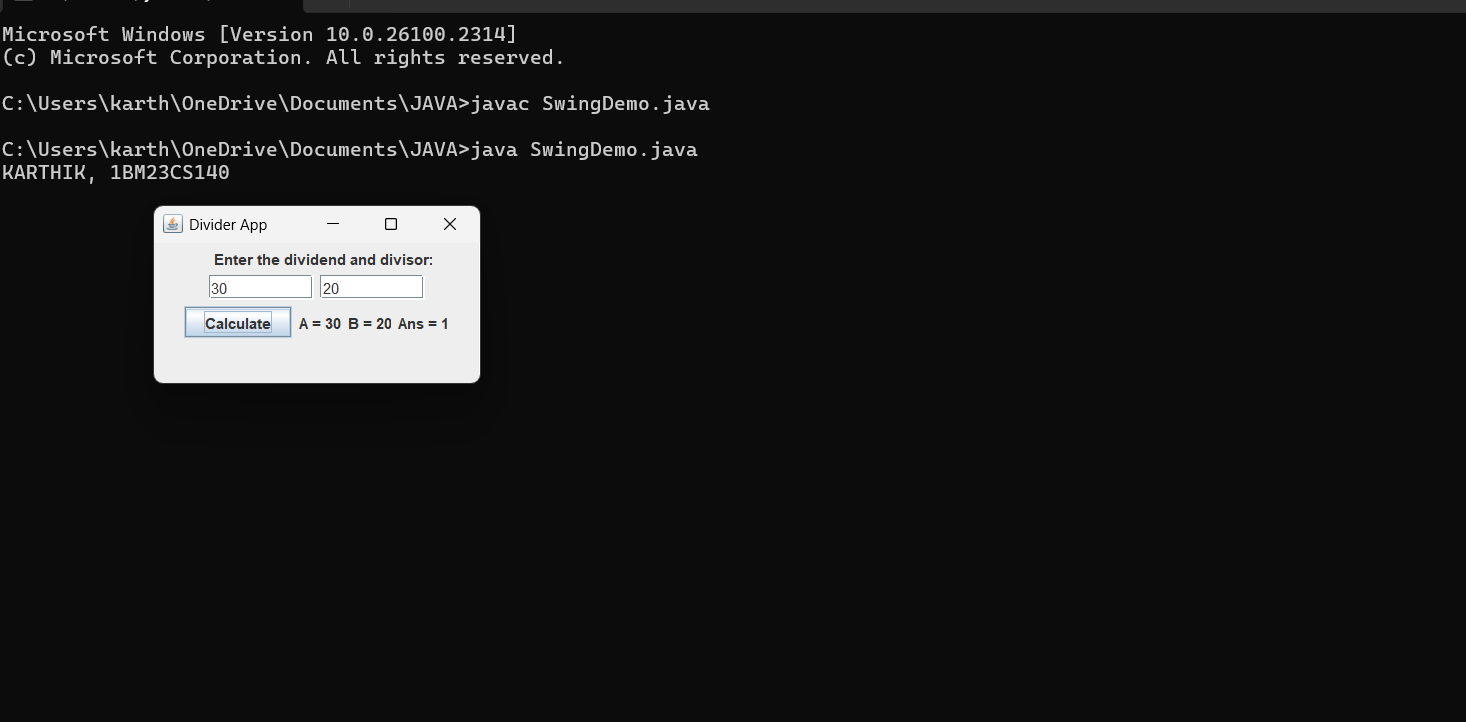 Microsoft Windows [Version 10.0.26100.2314]
(c) Microsoft Corporation. All rights reserved.
C:\Users\karth\OneDrive\Documents\JAVA>javac SwingDemo.java
C:\Users\karth\OneDrive\Documents\JAVA>java SwingDemo.java
KARTHIK, 1BM23CS140
Divider App
Enter the dividend and divisor:
30 20
Calculate A = 30 B = 20 Ans = 1